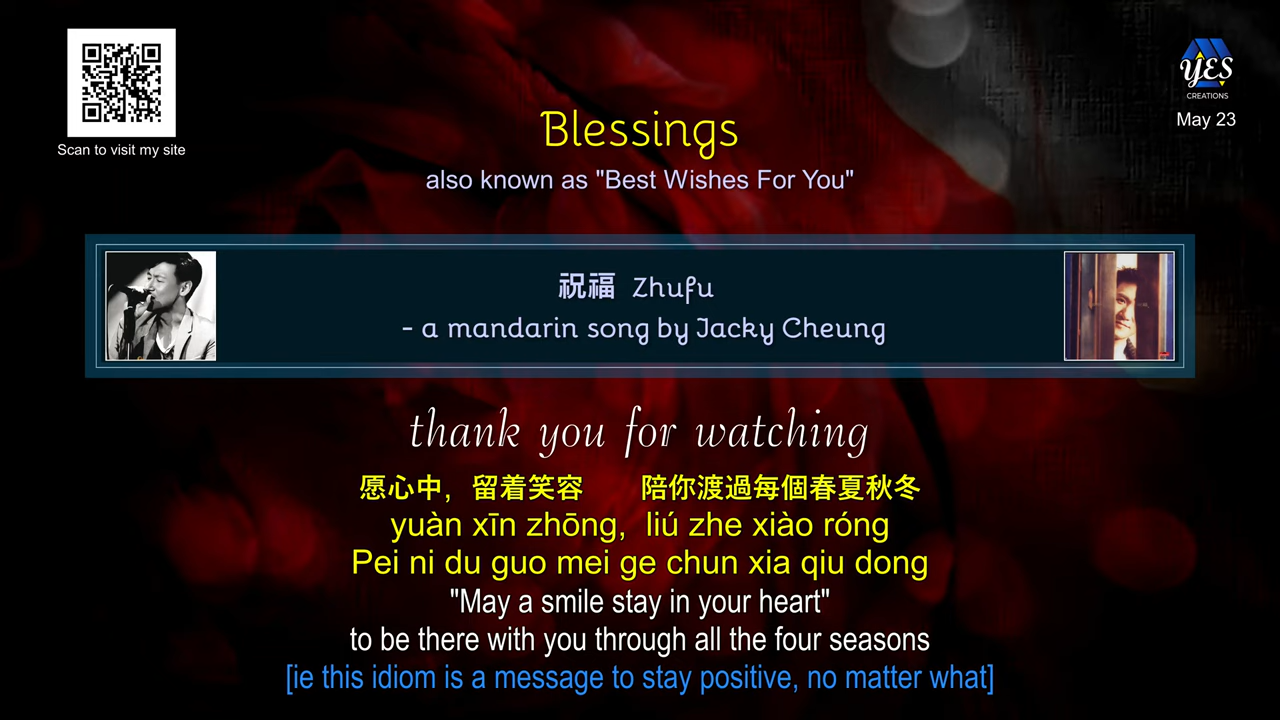 Scan to visit my site
YES
CREATIONS
May 23
Blessings
also known as "Best Wishes For You"
祝福 Zhufu
- a mandarin song by Jacky Cheung
thank you for watching
愿心中，留着笑容 陪你渡過每個春夏秋冬
yuàn xīn zhōng, liú zhe xiào róng
Pei ni du guo mei ge chun xia qiu dong
"May a smile stay in your heart"
to be there with you through all the four seasons
[ie this idiom is a message to stay positive, no matter what]